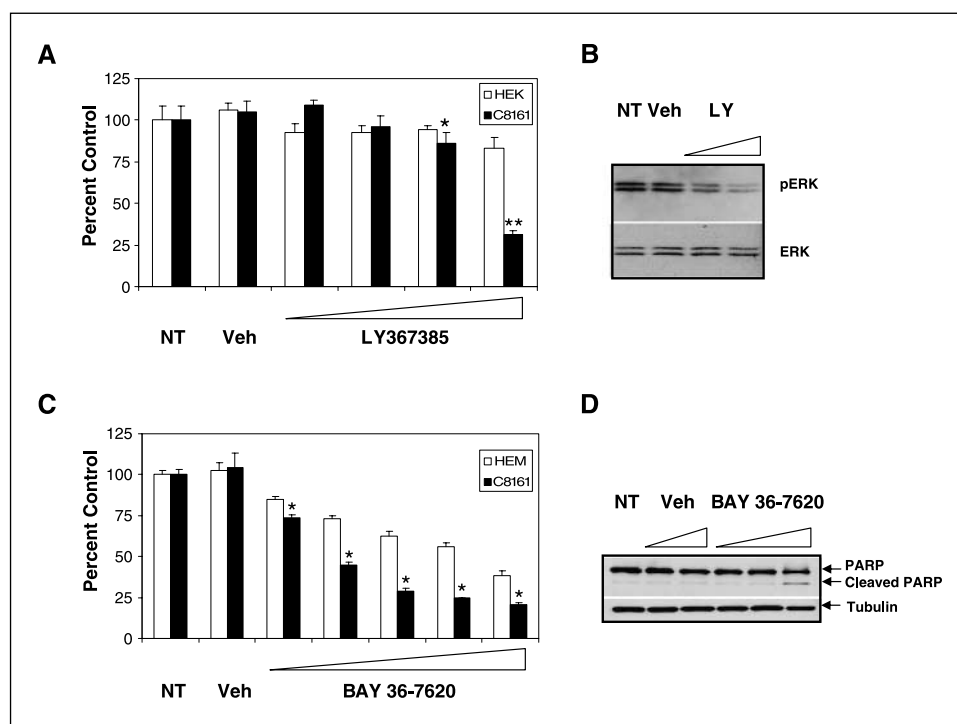 A
125
100
75
50
25
0
Percent Control
HEK
C8161
*
**
NT Veh LY367385
B
NT Veh LY
pERK
ERK
C
125
100
75
50
25
0
Percent Control
HEM
C8161
*
*
*
*
*
NT Veh BAY 36-7620
D
NT Veh BAY 36-7620
PARP
Cleaved PARP
Tubulin